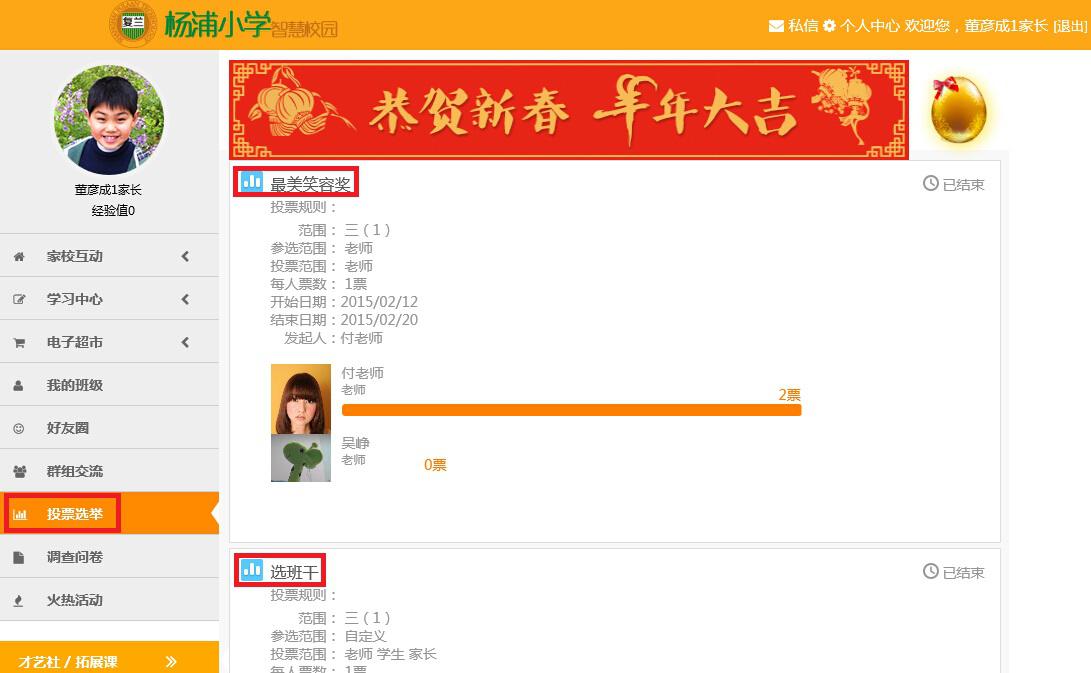 复兰
杨浦小学智慧校园
私信 个人中心 欢迎您，董彦成1家长 [退出]
董彦成1家长
经验值0
家校互动
学习中心
电子超市
我的班级
好友圈
群组交流
投票选举
调查问卷
火热活动
才艺社 / 拓展课
恭贺新春 羊年大吉
最美笑容奖
已结束
投票规则：
范围： 三（1）
参选范围： 老师
投票范围： 老师
每人票数： 1票
开始日期：2015/02/12
结束日期：2015/02/20
发起人：付老师
付老师
老师
2票
吴峥
老师
0票
选班干
已结束
投票规则：
范围： 三（1）
参选范围： 自定义
投票范围： 老师 学生 家长
每人票数： 1票